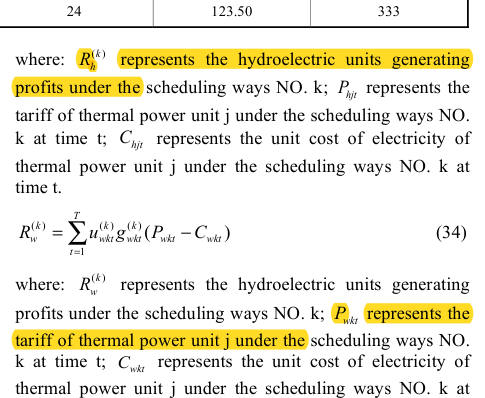 24 123.50 333
where: R_h^(k) represents the hydroelectric units generating
profits under the scheduling ways NO. k; P_hjt represents the
tariff of thermal power unit j under the scheduling ways NO.
k at time t; C_hjt represents the unit cost of electricity of
thermal power unit j under the scheduling ways NO. k at
time t.
R_w^(k) = ∑_{t=1}^{T} u_wkt^(k) g_wkt^(k) (P_wkt − C_wkt) (34)
where: R_w^(k) represents the hydroelectric units generating
profits under the scheduling ways NO. k; P_wkt represents the
tariff of thermal power unit j under the scheduling ways NO.
k at time t; C_wkt represents the unit cost of electricity of
thermal power unit j under the scheduling ways NO. k at